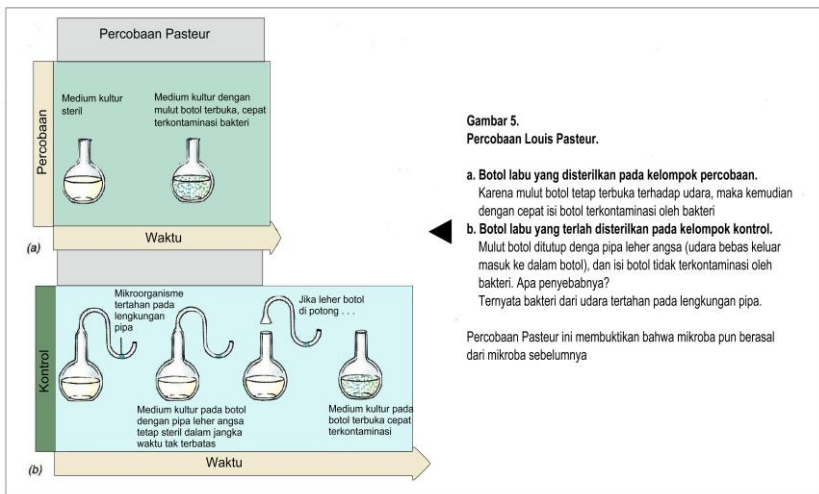 Percobaan Pasteur
Percobaan
Medium kultur
steril
Medium kultur dengan
mulut botol terbuka, cepat
terkontaminasi bakteri
Waktu
(a)
Kontrol
Mikroorganisme
tertahan pada
lengkungan
pipa
Jika leher botol
di potong . . .
Medium kultur pada botol
dengan pipa leher angsa
tetap steril dalam jangka
waktu tak terbatas
Medium kultur pada
botol terbuka cepat
terkontaminasi
Waktu
(b)
Gambar 5.
Percobaan Louis Pasteur.
a. Botol labu yang disterilkan pada kelompok percobaan.
Karena mulut botol tetap terbuka terhadap udara, maka kemudian
dengan cepat isi botol terkontaminasi oleh bakteri
b. Botol labu yang terlah disterilkan pada kelompok kontrol.
Mulut botol ditutup denga pipa leher angsa (udara bebas keluar
masuk ke dalam botol), dan isi botol tidak terkontaminasi oleh
bakteri. Apa penyebabnya?
Ternyata bakteri dari udara tertahan pada lengkungan pipa.
Percobaan Pasteur ini membuktikan bahwa mikroba pun berasal
dari mikroba sebelumnya